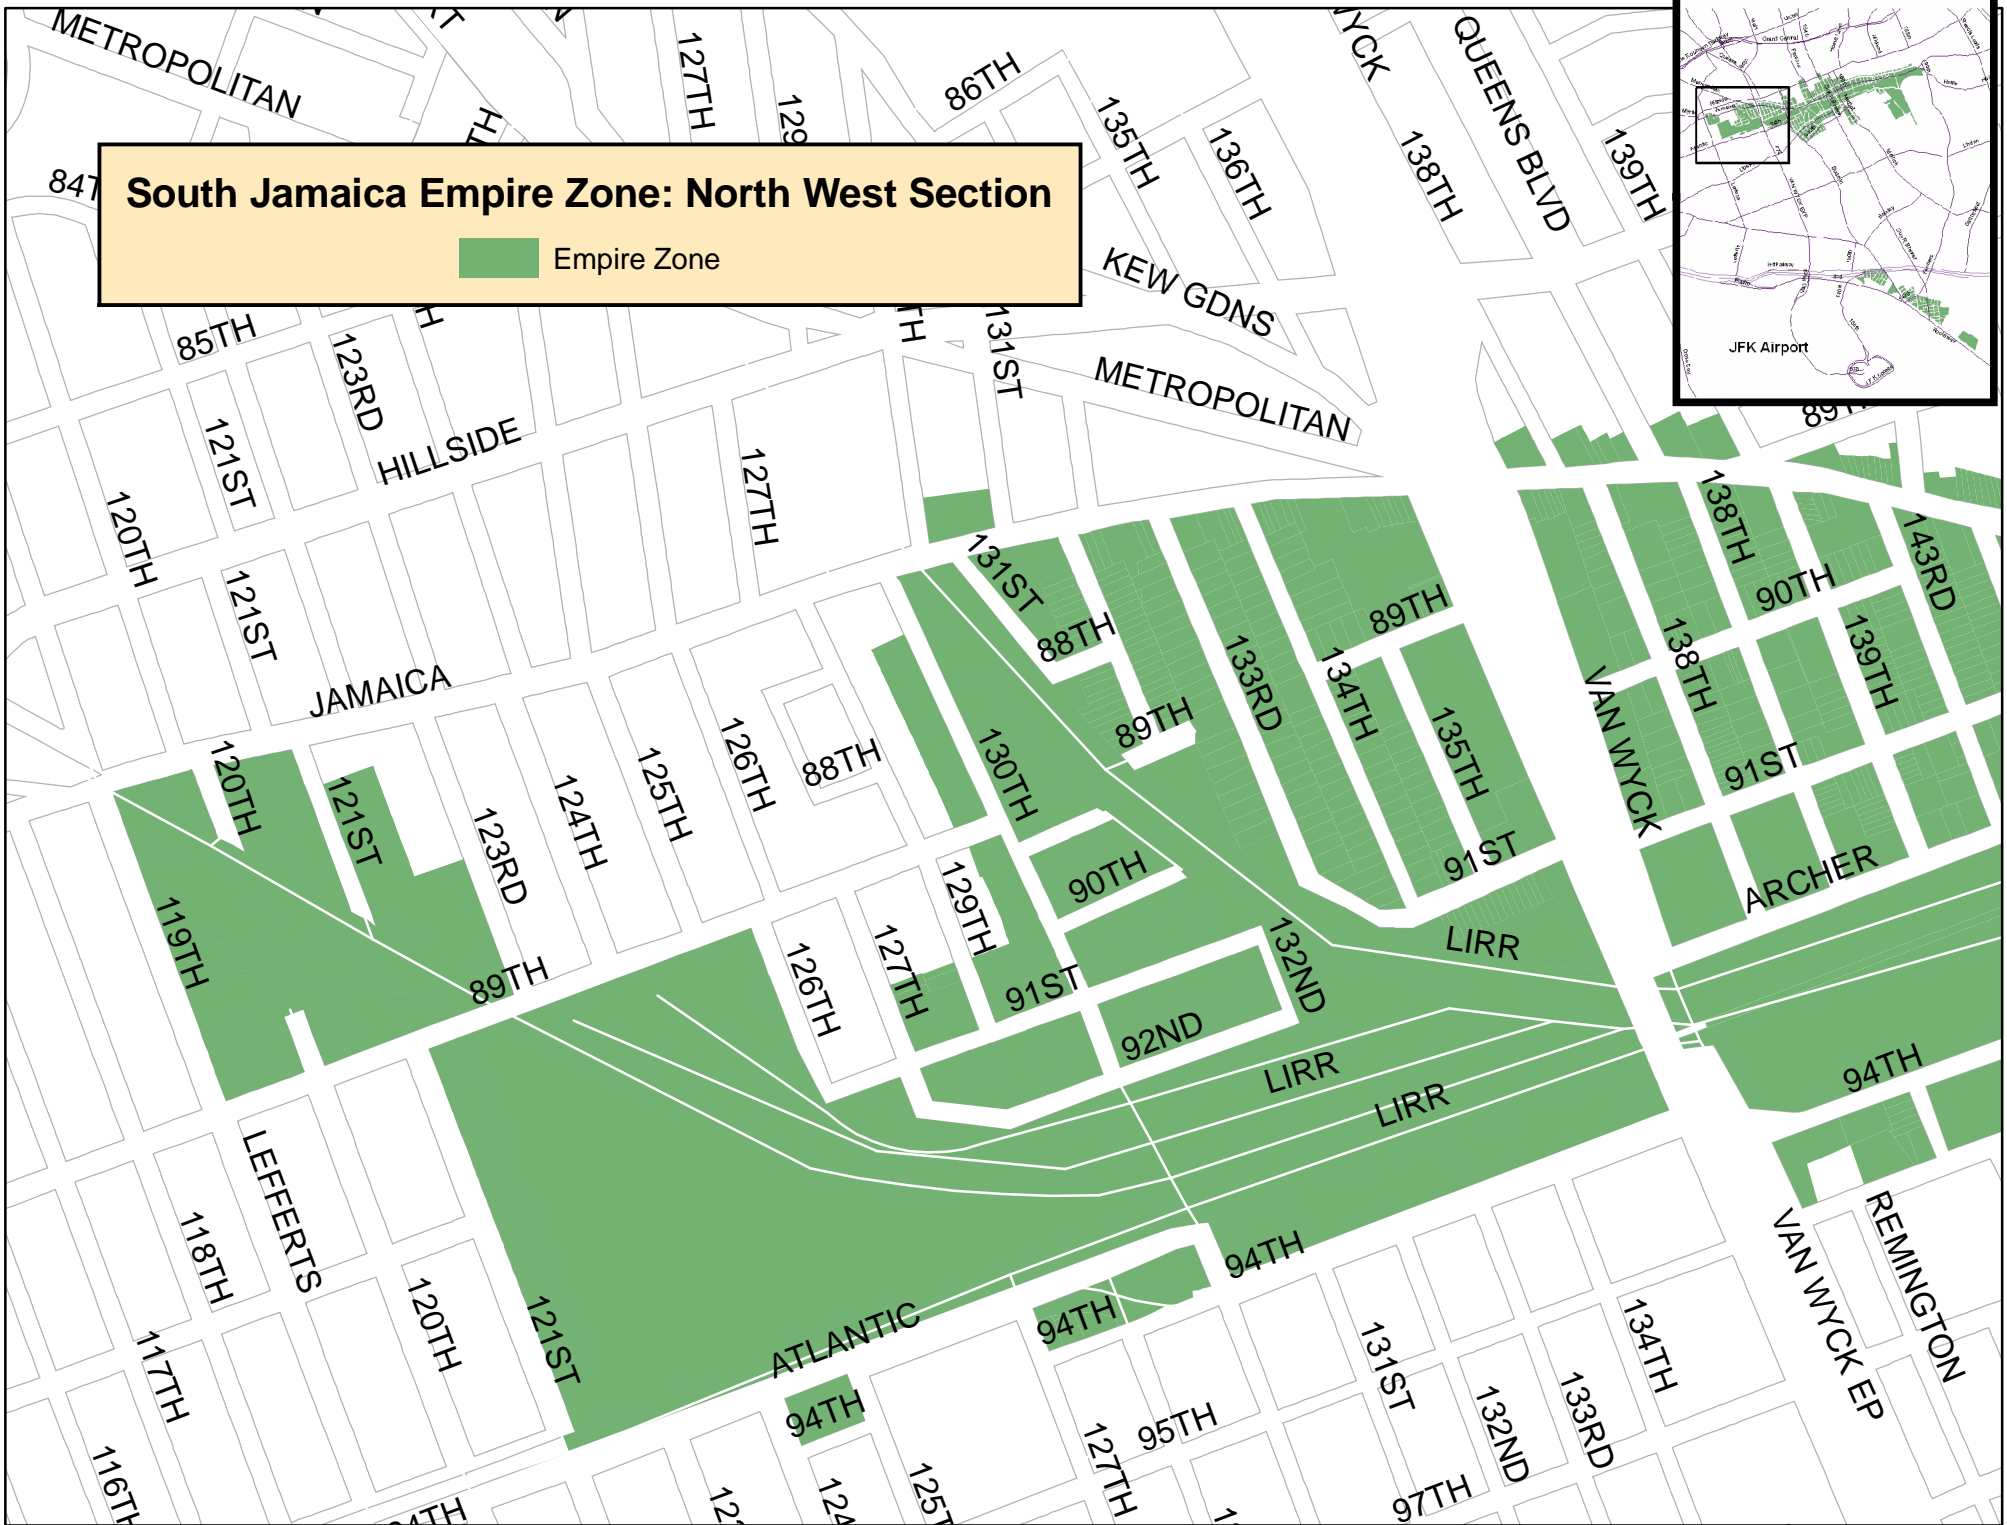 METROPOLITAN
127TH
86TH
QUEENS BLVD
135TH
136TH
138TH
139TH
South Jamaica Empire Zone: North West Section
Empire Zone
KEW GDNS
METROPOLITAN
JFK Airport
85TH
123RD
131ST
121ST
HILLSIDE
127TH
120TH
121ST
131ST
88TH
89TH
138TH
90TH
143RD
JAMAICA
133RD
134TH
138TH
139TH
89TH
135TH
VAN WYCK
91ST
120TH
121ST
126TH
88TH
130TH
125TH
124TH
123RD
91ST
ARCHER
90TH
129TH
119TH
89TH
126TH
127TH
91ST
132ND
LIRR
92ND
LIRR
LIRR
94TH
LEFFERTS
118TH
120TH
121ST
94TH
94TH
ATLANTIC
94TH
VAN WYCK EP
REMINGTON
117TH
131ST
134TH
133RD
132ND
95TH
127TH
97TH